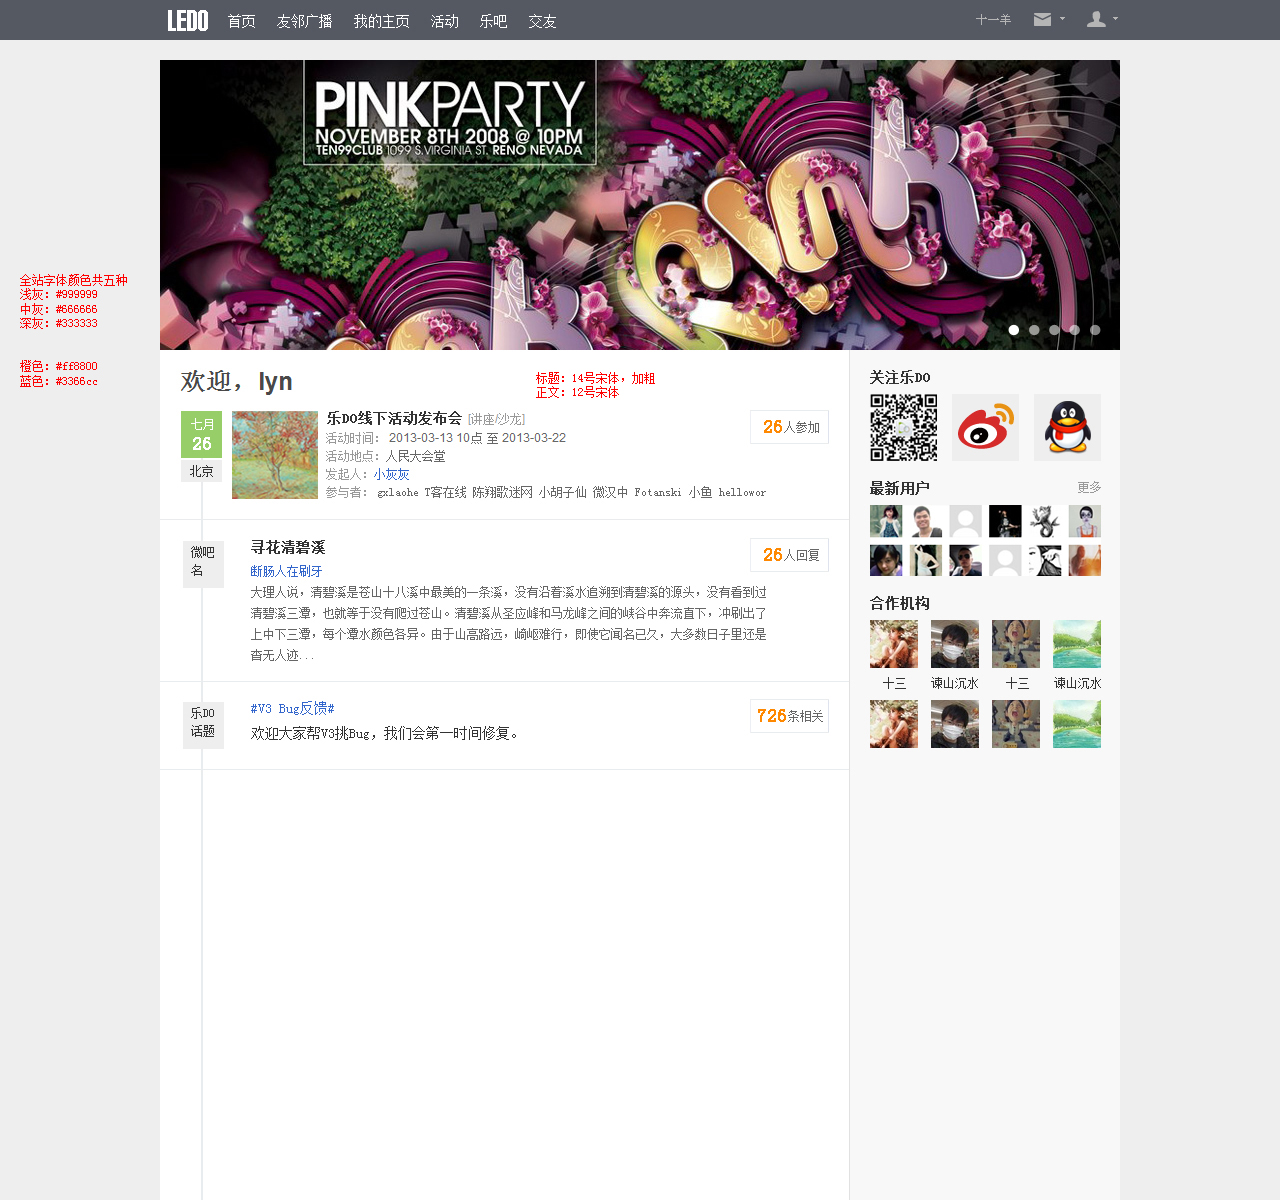 LEDO 首页 友邻广播 我的主页 活动 乐吧 交友 十一羊
PINKPARTY
NOVEMBER 8TH 2008 @ 10PM
TEN99CLUB 1099 S.VIRGINIA ST. RENO NEVADA
pink
全站字体颜色共五种
浅灰：#999999
中灰：#666666
深灰：#333333
橙色：#ff8800
蓝色：#3366cc
欢迎，lyn
标题：14号宋体，加粗
正文：12号宋体
七月
26
北京
乐DO线下活动发布会 [讲座/沙龙]
活动时间： 2013-03-13 10点 至 2013-03-22
活动地点：人民大会堂
发起人：小灰灰
参与者： gxlaohe T客在线 陈翔歌迷网 小胡子仙 微汉中 Fotanski 小鱼 hellowor
26人参加
微吧
名
寻花清碧溪
断肠人在刷牙
大理人说，清碧溪是苍山十八溪中最美的一条溪，没有沿着溪水追溯到清碧溪的源头，没有看到过
清碧溪三潭，也就等于没有爬过苍山。清碧溪从圣应峰和马龙峰之间的峡谷中奔流直下，冲刷出了
上中下三潭，每个潭水颜色各异。由于山高路远，崎岖难行，即使它闻名已久，大多数日子里还是
杳无人迹...
26人回复
乐DO
话题
#V3 Bug反馈#
欢迎大家帮V3挑Bug，我们会第一时间修复。
726条相关
关注乐DO
最新用户 更多
合作机构
十三 谏山沉水 十三 谏山沉水